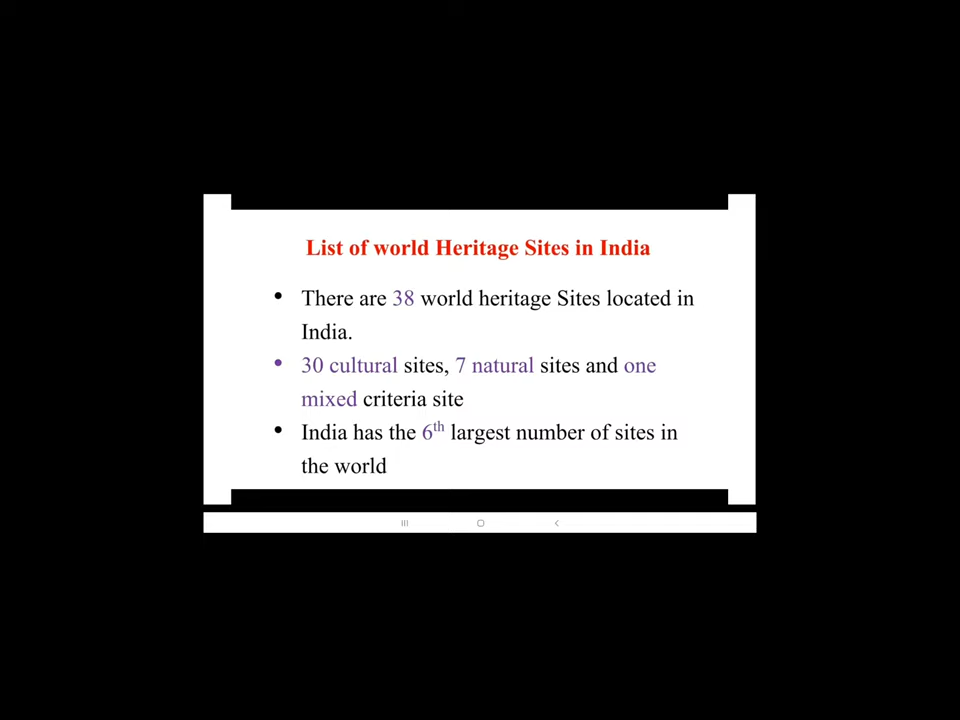 List of world Heritage Sites in India
• There are 38 world heritage Sites located in
India.
• 30 cultural sites, 7 natural sites and one
mixed criteria site
• India has the 6th largest number of sites in
the world